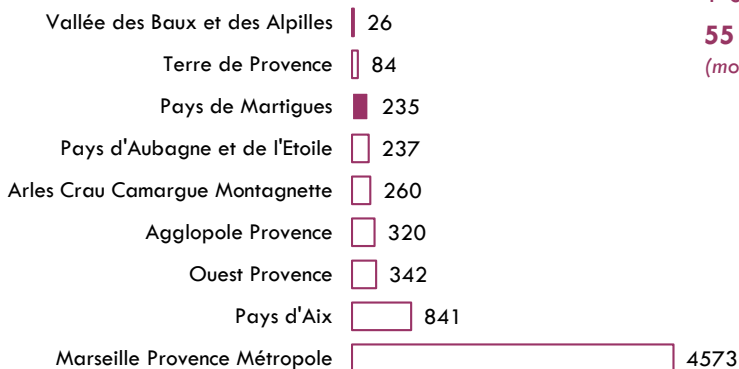 Vallée des Baux et des Alpilles 26
55
Terre de Provence 84
(mo
Pays de Martigues 235
Pays d'Aubagne et de l'Etoile 237
Arles Crau Camargue Montagnette 260
Agglopole Provence 320
Ouest Provence 342
Pays d'Aix 841
Marseille Provence Métropole 4573